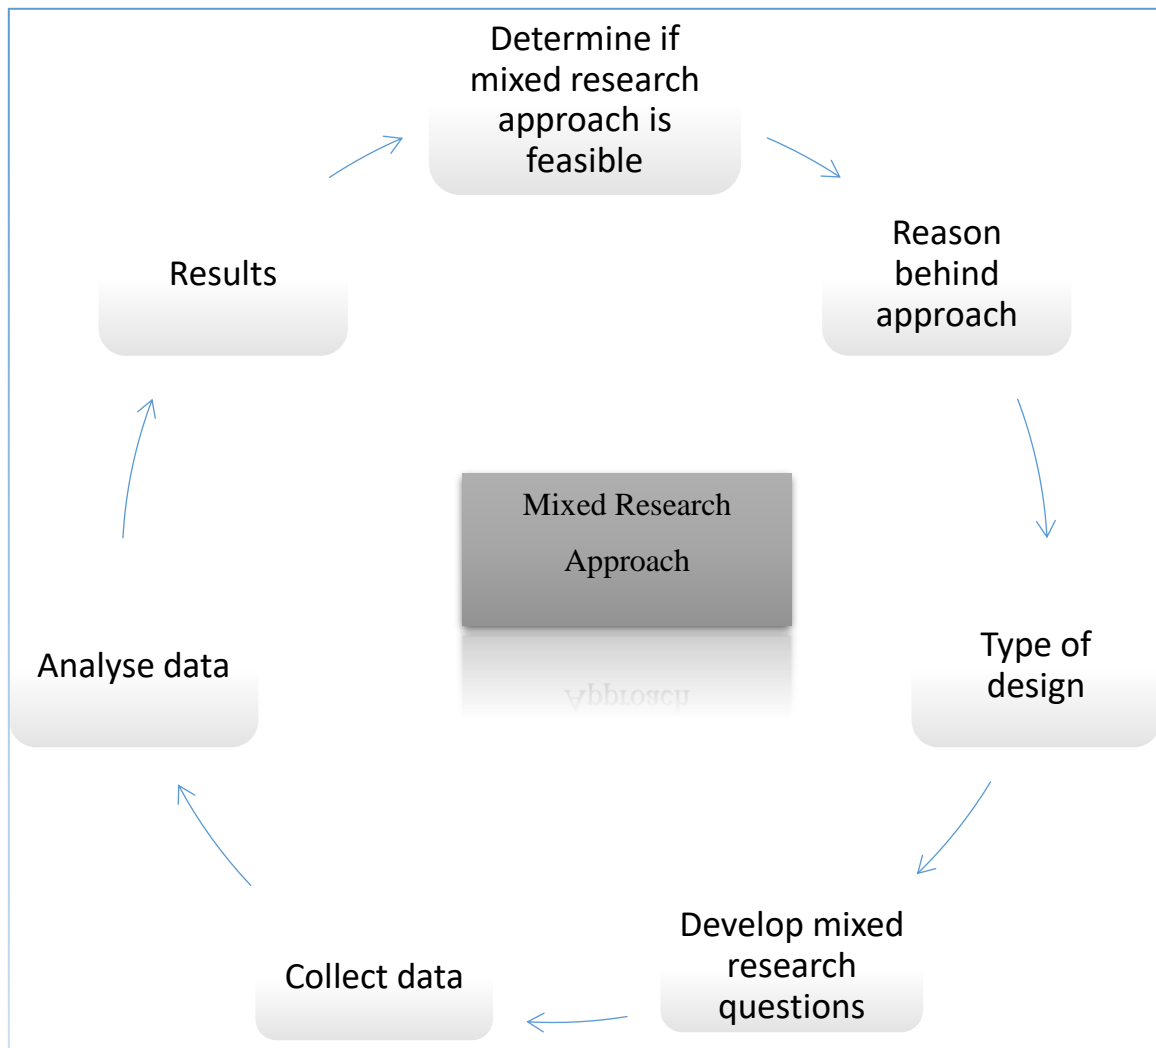 Determine if
mixed research
approach is
feasible
Reason
behind
approach
Type of
design
Develop mixed
research
questions
Collect data
Analyse data
Results
Mixed Research
Approach